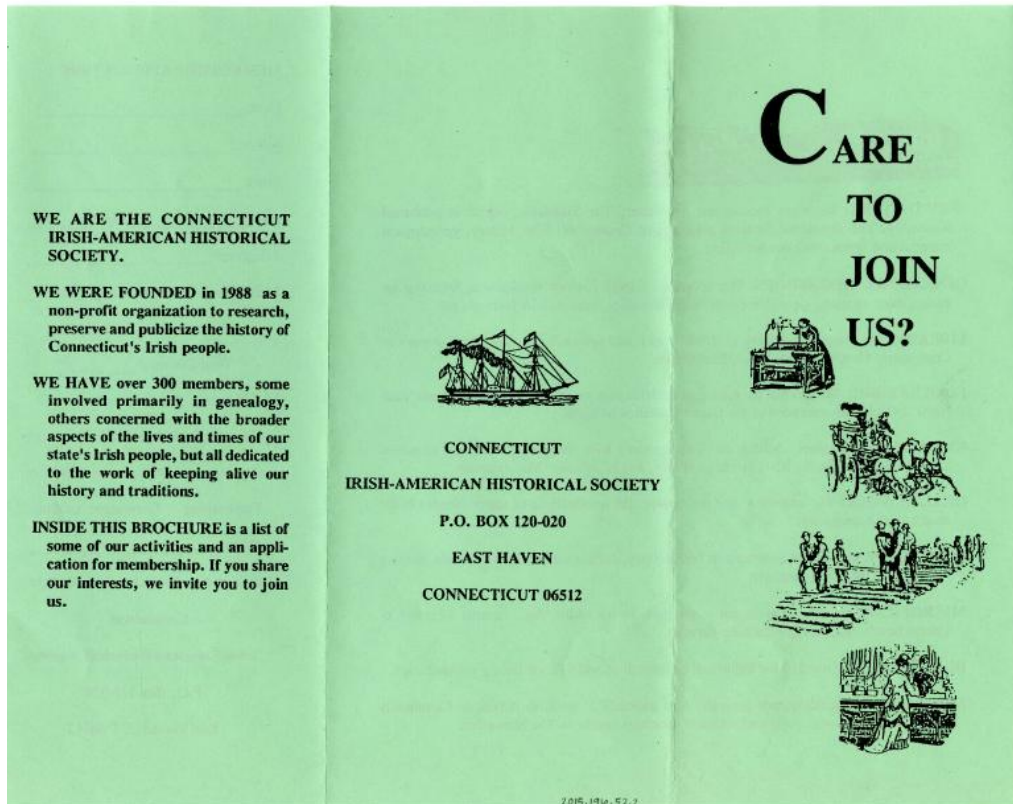 WE ARE THE CONNECTICUT
IRISH-AMERICAN HISTORICAL
SOCIETY.
WE WERE FOUNDED in 1988 as a
non-profit organization to research,
preserve and publicize the history of
Connecticut's Irish people.
WE HAVE over 300 members, some
involved primarily in genealogy,
others concerned with the broader
aspects of the lives and times of our
state's Irish people, but all dedicated
to the work of keeping alive our
history and traditions.
INSIDE THIS BROCHURE is a list of
some of our activities and an appli-
cation for membership. If you share
our interests, we invite you to join
us.
CONNECTICUT
IRISH-AMERICAN HISTORICAL SOCIETY
P.O. BOX 120-020
EAST HAVEN
CONNECTICUT 06512
CARE
TO
JOIN
US?
2015.196.52.2